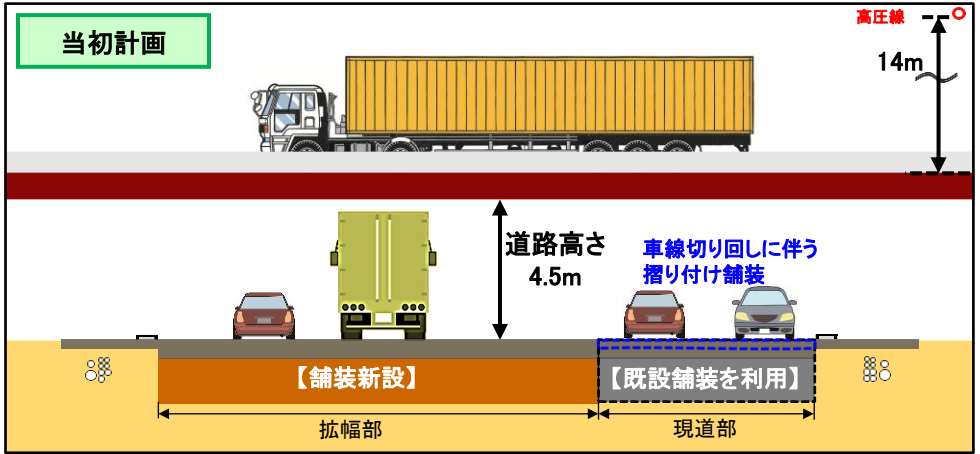 当初計画
高圧線
14m
道路高さ
4.5m
車線切り回しに伴う
摺り付け舗装
【舗装新設】
【既設舗装を利用】
拡幅部
現道部